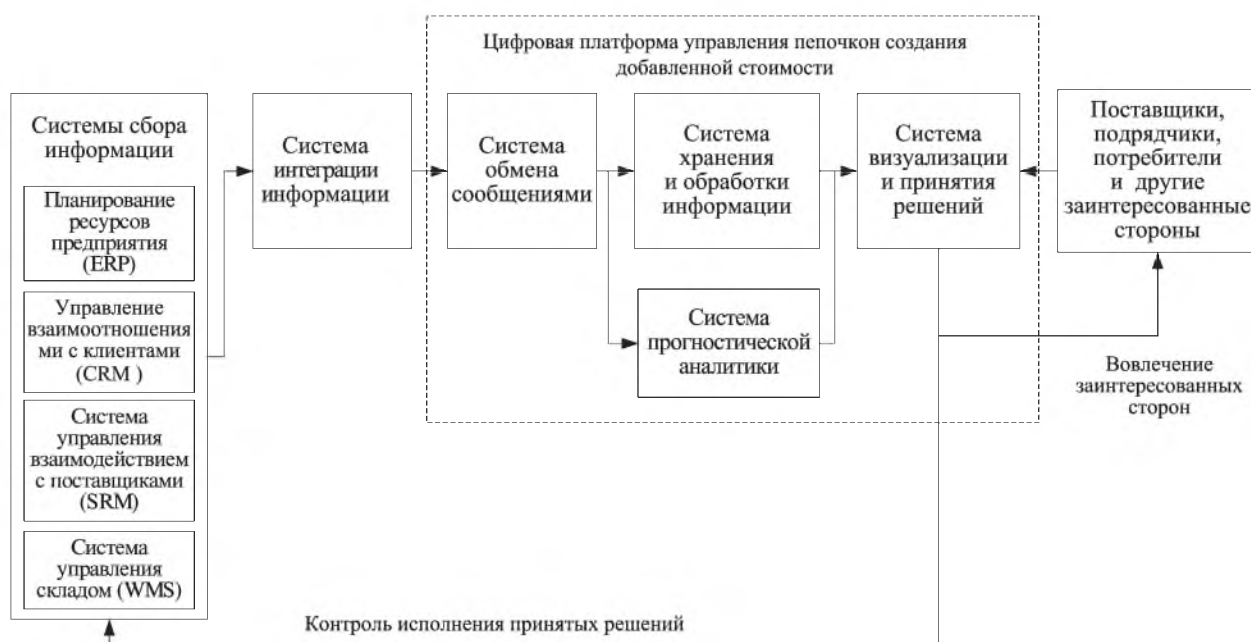 Цифровая платформа управления пепочкон создания
добавленной стоимости
Системы сбора
информации
Планирование
ресурсов
предприятия
(ERP)
Управление
взаимоотношения
ми с клиентами
(CRM )
Система
управления
взаимодействием
с поставщиками
(SRM)
Система
управления
складом (WMS)
Система
интеграции
информации
Система
обмена
сообщениями
Система
хранения
и обработки
информации
Система
прогностической
аналитики
Система
визуализации
и принятия
решений
Поставщики,
подрядчики,
потребители
и другие
заинтересованные
стороны
Вовлечение
заинтересованных
сторон
Контроль исполнения принятых решений